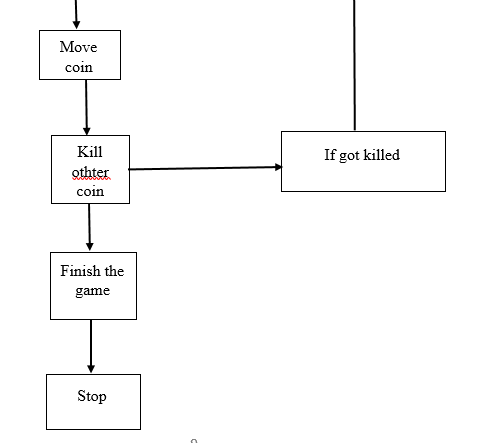 Move
coin
Kill
othter
coin
If got killed
Finish the
game
Stop